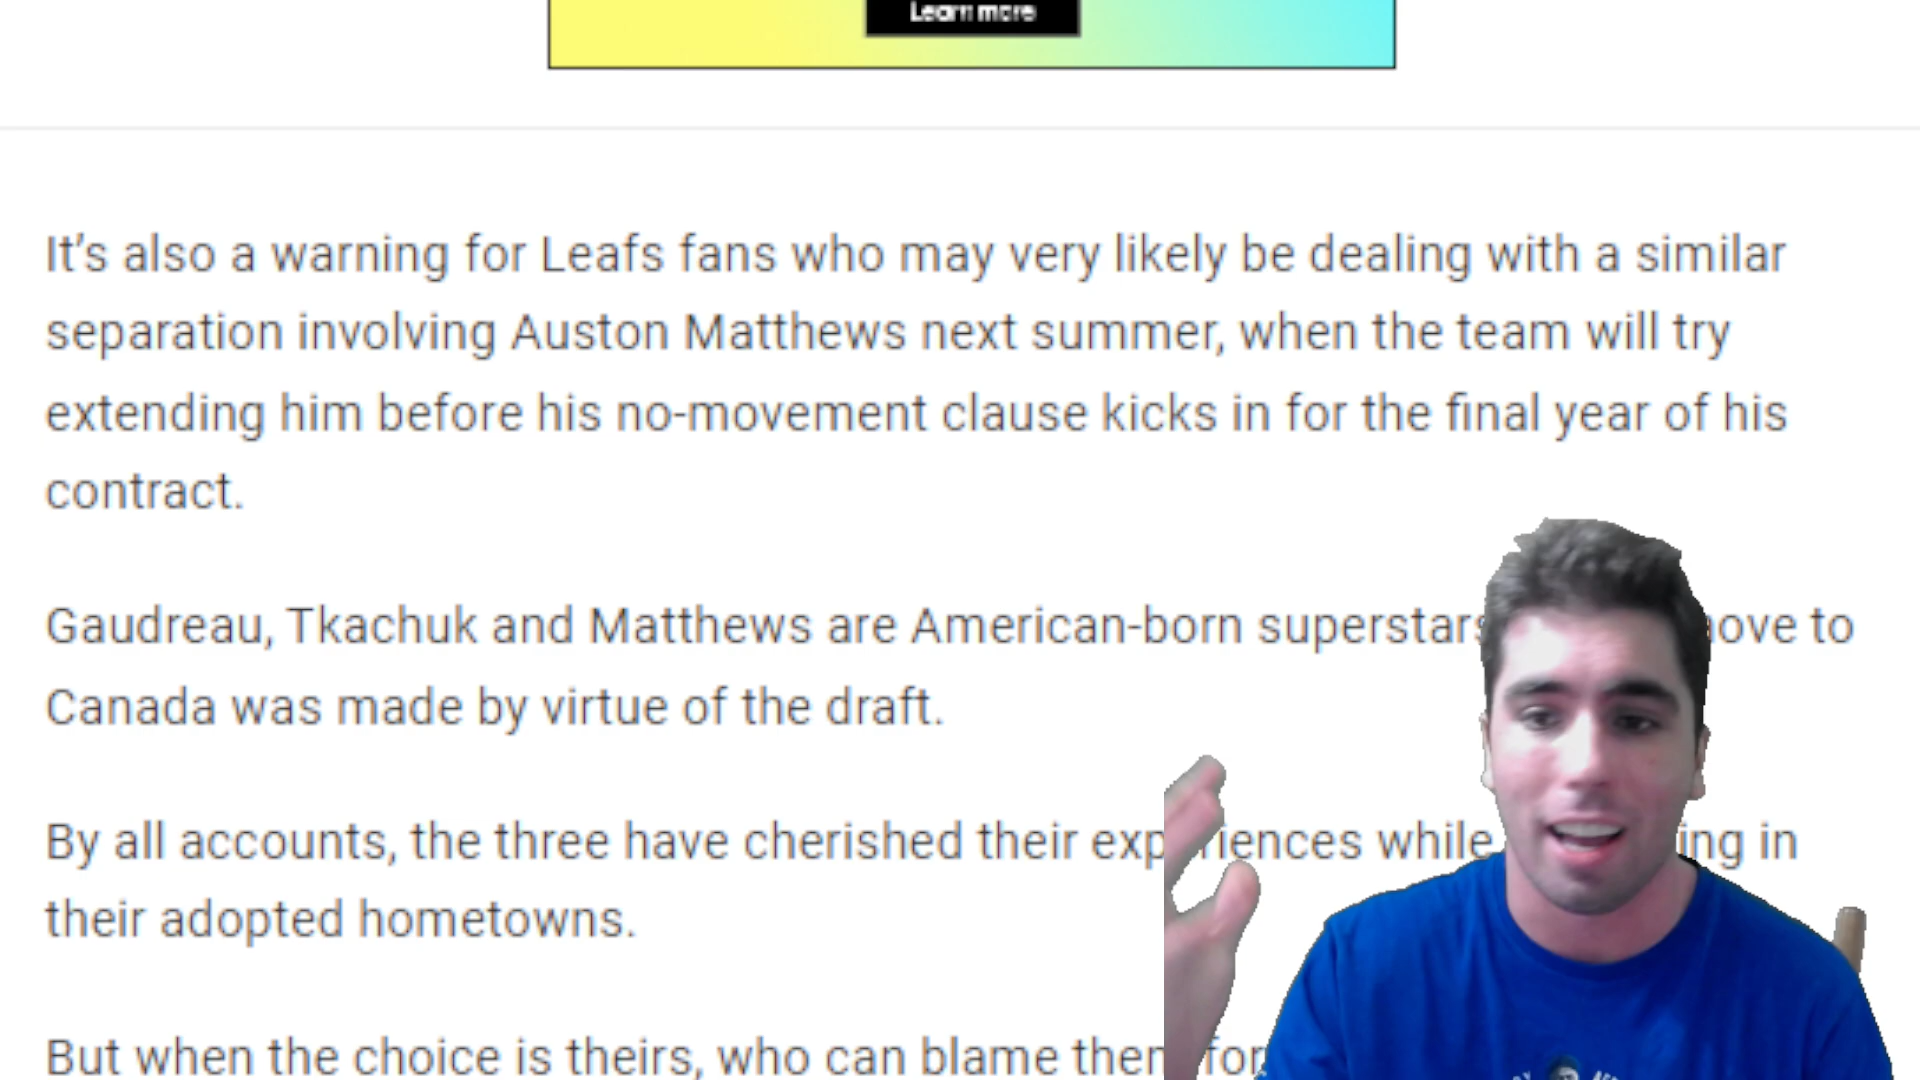 Learn more
It's also a warning for Leafs fans who may very likely be dealing with a similar
separation involving Auston Matthews next summer, when the team will try
extending him before his no-movement clause kicks in for the final year of his
contract.
Gaudreau, Tkachuk and Matthews are American-born superstars move to
Canada was made by virtue of the draft.
By all accounts, the three have cherished their experiences while in
their adopted hometowns.
But when the choice is theirs, who can blame them for